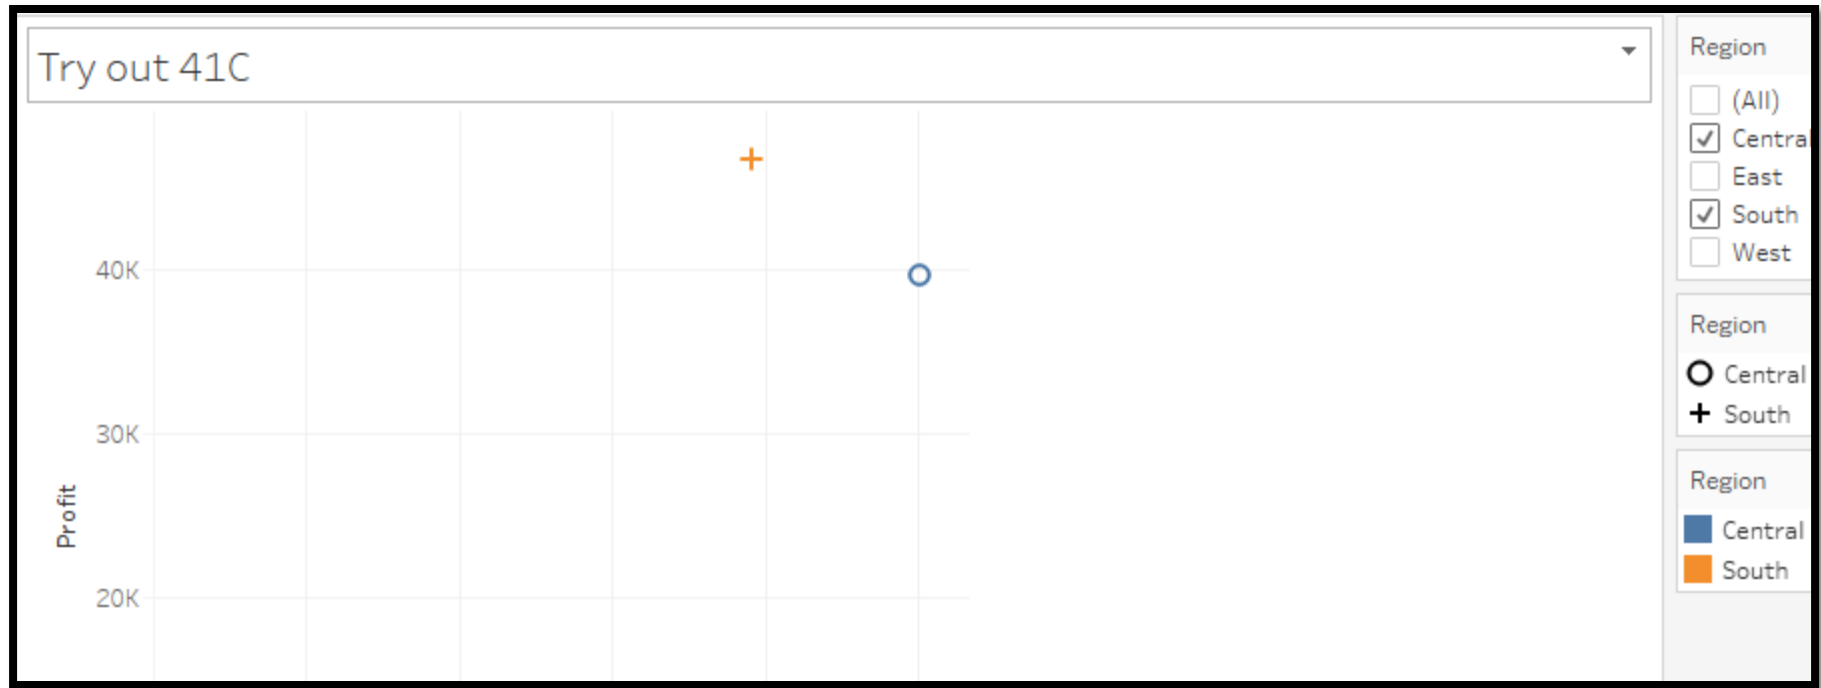 Try out 41C
40K
30K
20K
Profit
Region
(All)
Central
East
South
West
Region
Central
South
Region
Central
South